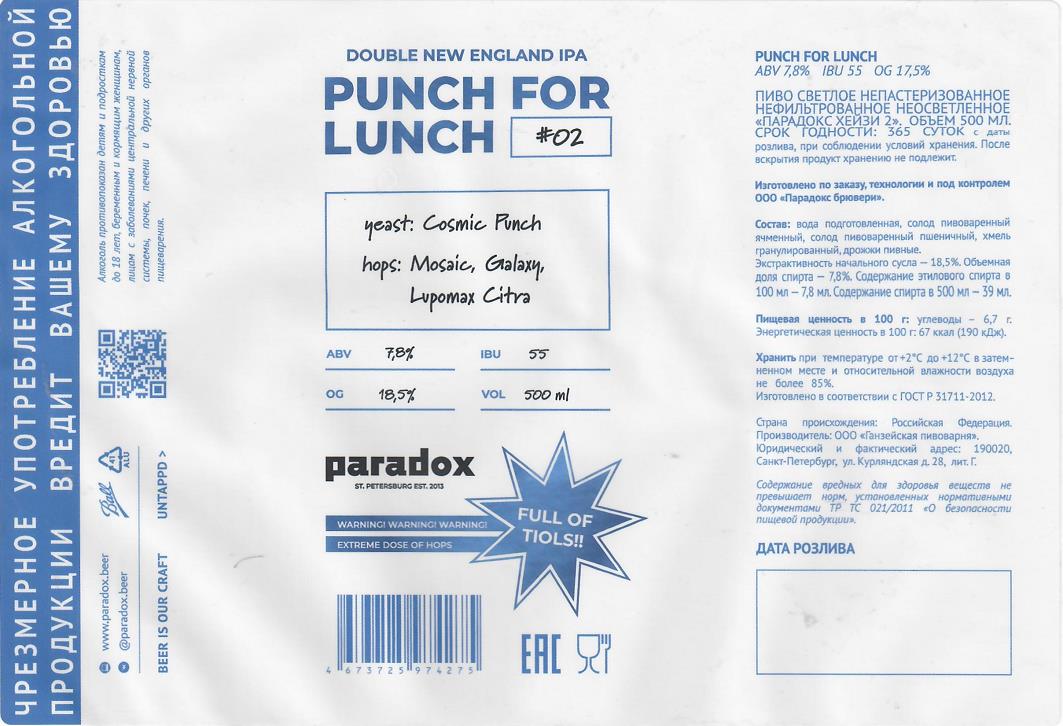 ЧРЕЗМЕРНОЕ УПОТРЕБЛЕНИЕ АЛКОГОЛЬНОЙ
ПРОДУКЦИИ ВРЕДИТ ВАШЕМУ ЗДОРОВЬЮ
Алкоголь противопоказан детям и подросткам
до 18 лет, беременным и кормящим женщинам,
лицам с заболеваниями центральной нервной
системы, почек, печени и других органов
пищеварения.
41
ALU
Ball
UNTAPPD >
www.paradox.beer
@paradox.beer
BEER IS OUR CRAFT
DOUBLE NEW ENGLAND IPA
PUNCH FOR
LUNCH #02
yeast: Cosmic Punch
hops: Mosaic, Galaxy,
Lupomax Citra
ABV 7,8% IBU 55
OG 18,5% VOL 500 ml
paradox
ST. PETERSBURG EST. 2013
WARNING! WARNING! WARNING!
EXTREME DOSE OF HOPS
FULL OF
TIOLS!!
4 673725 974275
EAC
PUNCH FOR LUNCH
ABV 7,8% IBU 55 OG 17,5%
ПИВО СВЕТЛОЕ НЕПАСТЕРИЗОВАННОЕ
НЕФИЛЬТРОВАННОЕ НЕОСВЕТЛЕННОЕ
«ПАРАДОКС ХЕЙЗИ 2». ОБЪЕМ 500 МЛ.
СРОК ГОДНОСТИ: 365 СУТОК с даты
розлива, при соблюдении условий хранения. После
вскрытия продукт хранению не подлежит.
Изготовлено по заказу, технологии и под контролем
ООО «Парадокс брювери».
Состав: вода подготовленная, солод пивоваренный
ячменный, солод пивоваренный пшеничный, хмель
гранулированный, дрожжи пивные.
Экстрактивность начального сусла – 18,5%. Объемная
доля спирта – 7,8%. Содержание этилового спирта в
100 мл – 7,8 мл. Содержание спирта в 500 мл – 39 мл.
Пищевая ценность в 100 г: углеводы – 6,7 г.
Энергетическая ценность в 100 г: 67 ккал (190 кДж).
Хранить при температуре от +2°С до +12°С в затем-
ненном месте и относительной влажности воздуха
не более 85%.
Изготовлено в соответствии с ГОСТ Р 31711-2012.
Страна происхождения: Российская Федерация.
Производитель: ООО «Ганзейская пивоварня».
Юридический и фактический адрес: 190020,
Санкт-Петербург, ул. Курляндская д. 28, лит. Г.
Содержание вредных для здоровья веществ не
превышает норм, установленных нормативными
документами ТР ТС 021/2011 «О безопасности
пищевой продукции».
ДАТА РОЗЛИВА